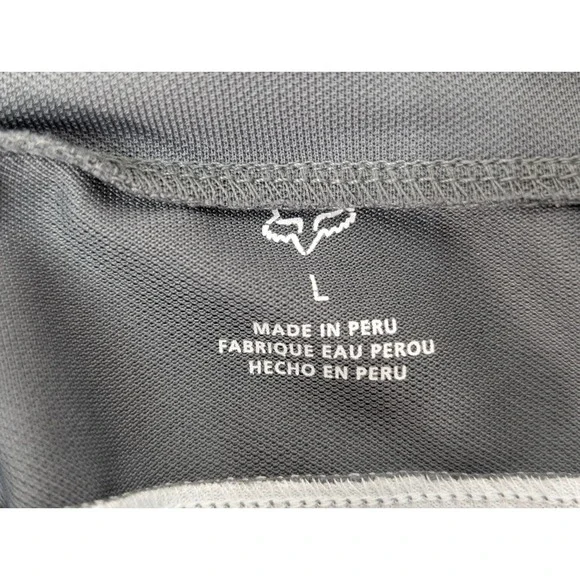 L
MADE IN PERU
FABRIQUE EAU PEROU
HECHO EN PERU